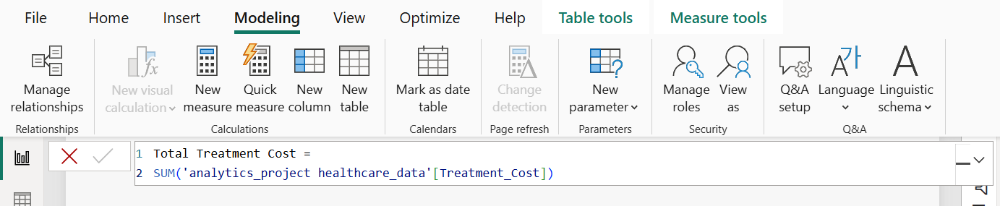 File Home Insert Modeling View Optimize Help Table tools Measure tools
fx
Manage relationships
New visual calculation
New measure
Quick measure
New column
New table
Mark as date table
Change detection
New parameter
Manage roles
View as
Q&A setup
Language
Linguistic schema
Relationships Calculations Calendars Page refresh Parameters Security Q&A
1 Total Treatment Cost =
2 SUM('analytics_project healthcare_data'[Treatment_Cost])